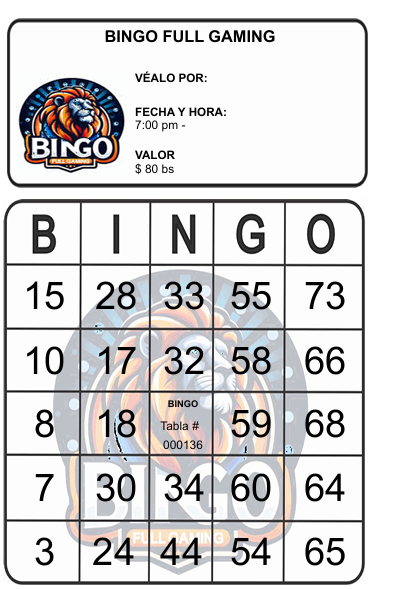 BINGO FULL GAMING
VÉALO POR:
FECHA Y HORA:
7:00 pm -
VALOR
$ 80 bs
BINGO
FULL GAMING
B I N G O
15 28 33 55 73
10 17 32 58 66
8 18 BINGO 59 68
Tabla #
000136
7 30 34 60 64
3 24 44 54 65
BINGO
FULL GAMING